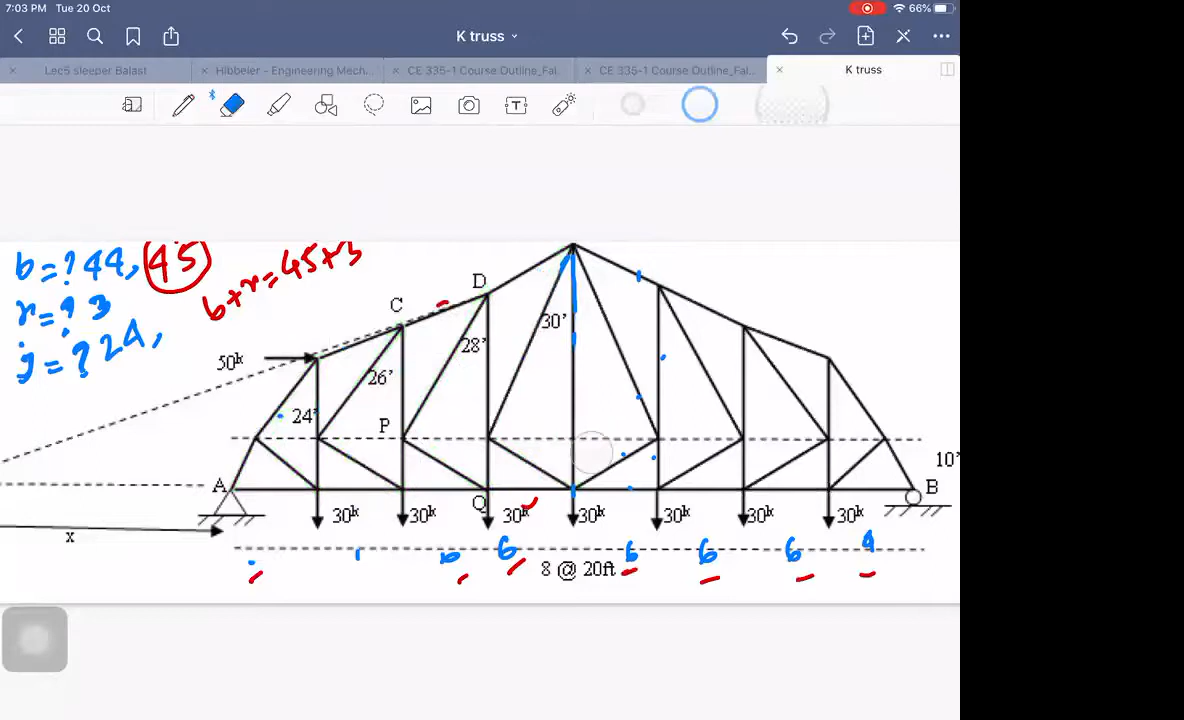 7:03 PM Tue 20 Oct
66%
K truss
Lec5 sleeper Balast
Hibbeler - Engineering Mech...
CE 335-1 Course Outline_Fal...
CE 335-1 Course Outline_Fal...
K truss
b=? 44, 45
b+r=45+3
r=? 3
j=? 24,
D
C
30'
28'
50k
26'
24'
P
10'
A
B
Q
30k 30k 30k 30k 30k 30k 30k
x
6 6 6 6 4
8 @ 20ft